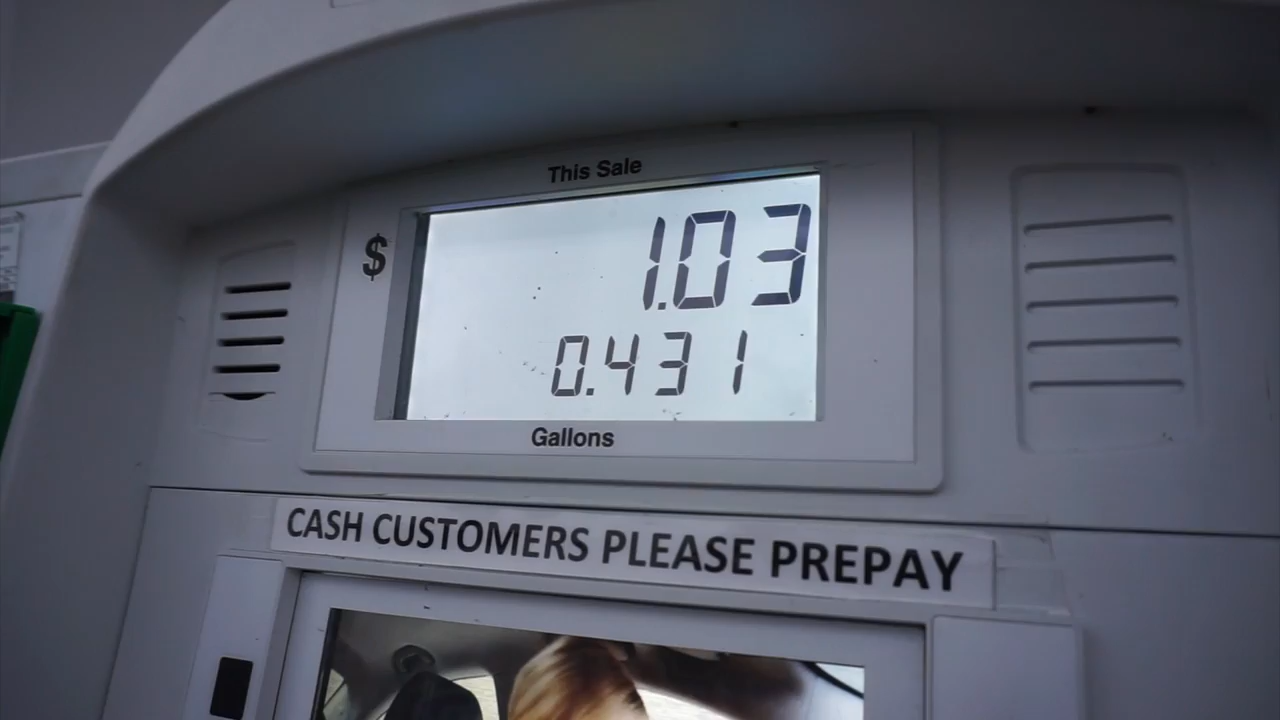 This Sale
$ 1.03
0.431
Gallons
CASH CUSTOMERS PLEASE PREPAY